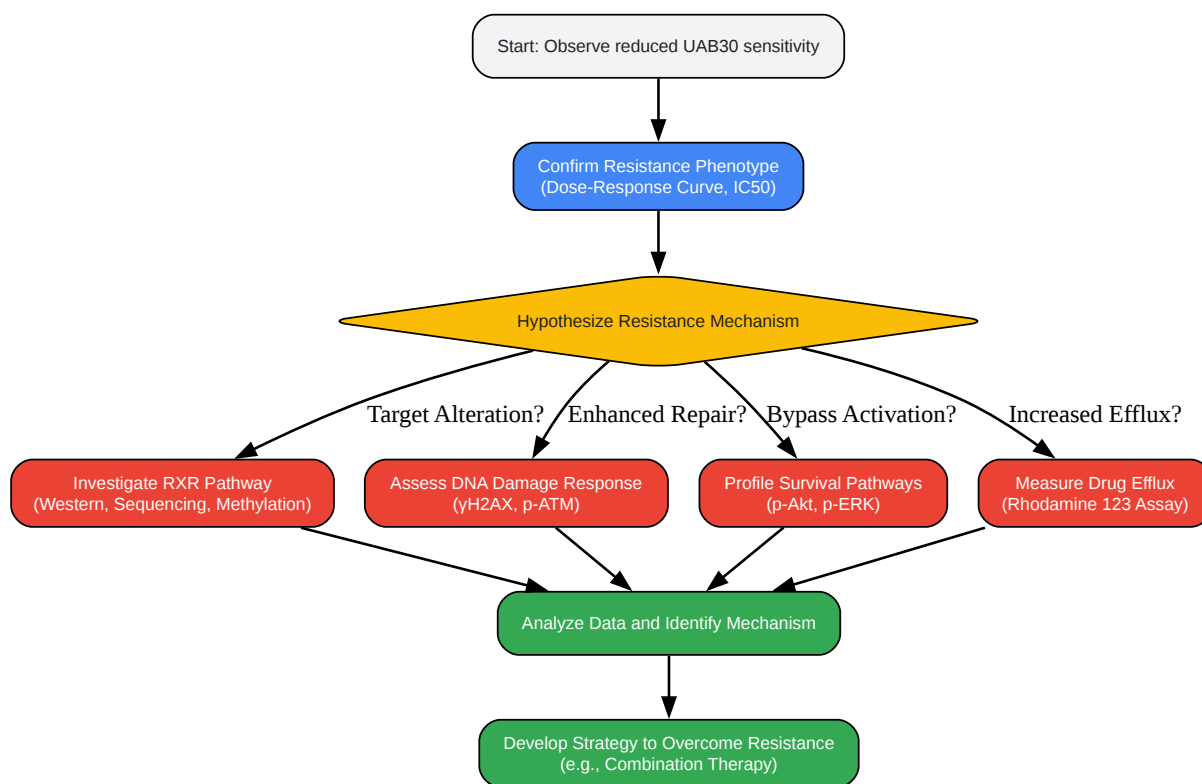 Start: Observe reduced UAB30 sensitivity
Confirm Resistance Phenotype
(Dose-Response Curve, IC50)
Hypothesize Resistance Mechanism
Target Alteration?
Enhanced Repair?
Bypass Activation?
Increased Efflux?
Investigate RXR Pathway
(Western, Sequencing, Methylation)
Assess DNA Damage Response
(γH2AX, p-ATM)
Profile Survival Pathways
(p-Akt, p-ERK)
Measure Drug Efflux
(Rhodamine 123 Assay)
Analyze Data and Identify Mechanism
Develop Strategy to Overcome Resistance
(e.g., Combination Therapy)